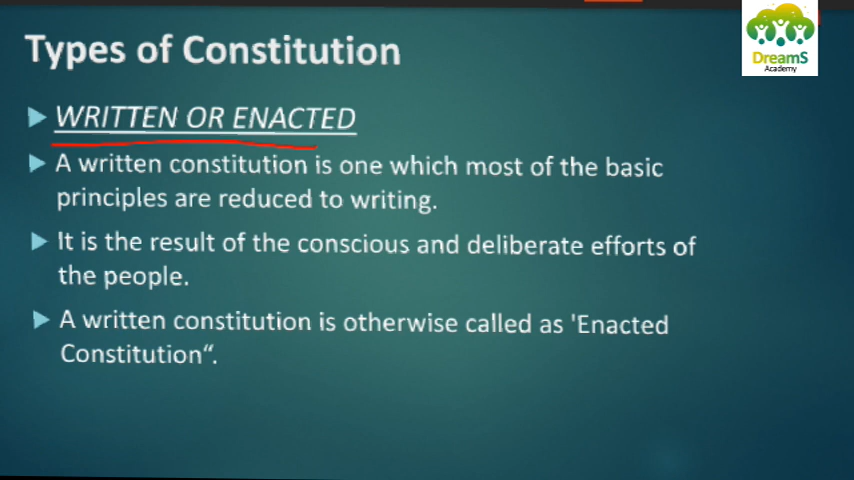 Types of Constitution
DreamS
Academy
WRITTEN OR ENACTED
A written constitution is one which most of the basic
principles are reduced to writing.
It is the result of the conscious and deliberate efforts of
the people.
A written constitution is otherwise called as 'Enacted
Constitution“.